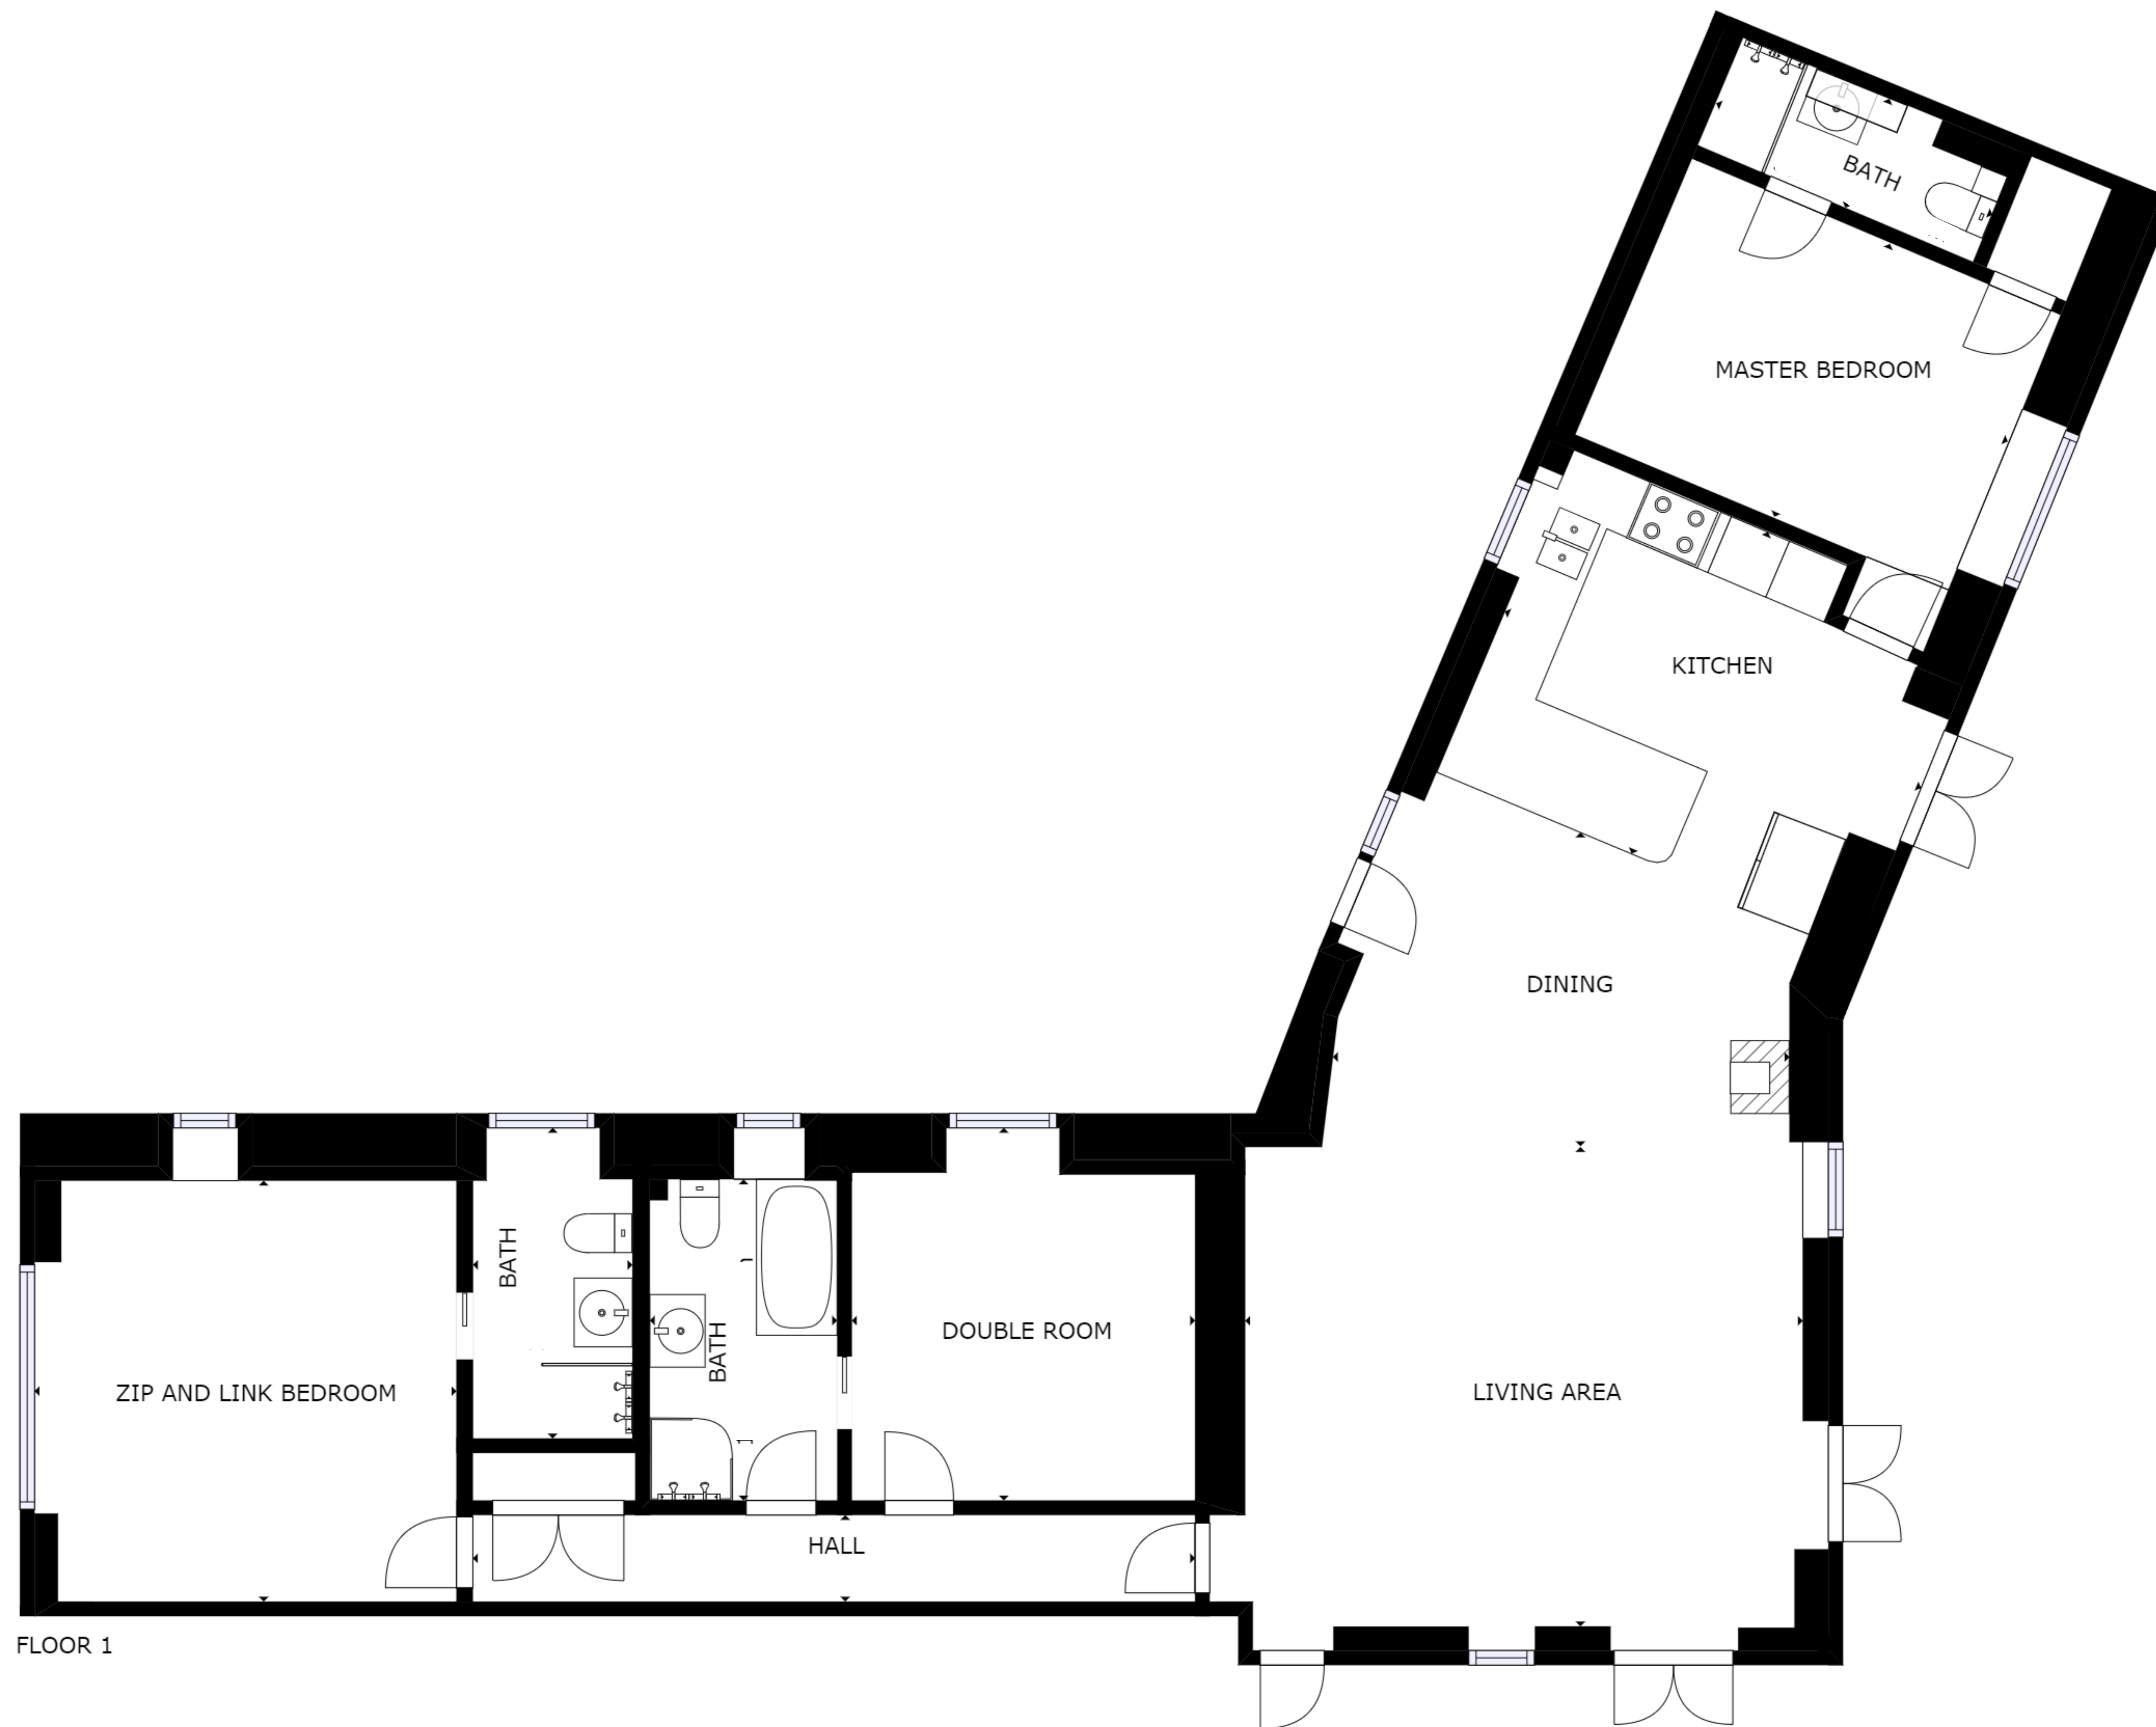 BATH
MASTER BEDROOM
KITCHEN
DINING
BATH
BATH
DOUBLE ROOM
ZIP AND LINK BEDROOM
LIVING AREA
HALL
FLOOR 1